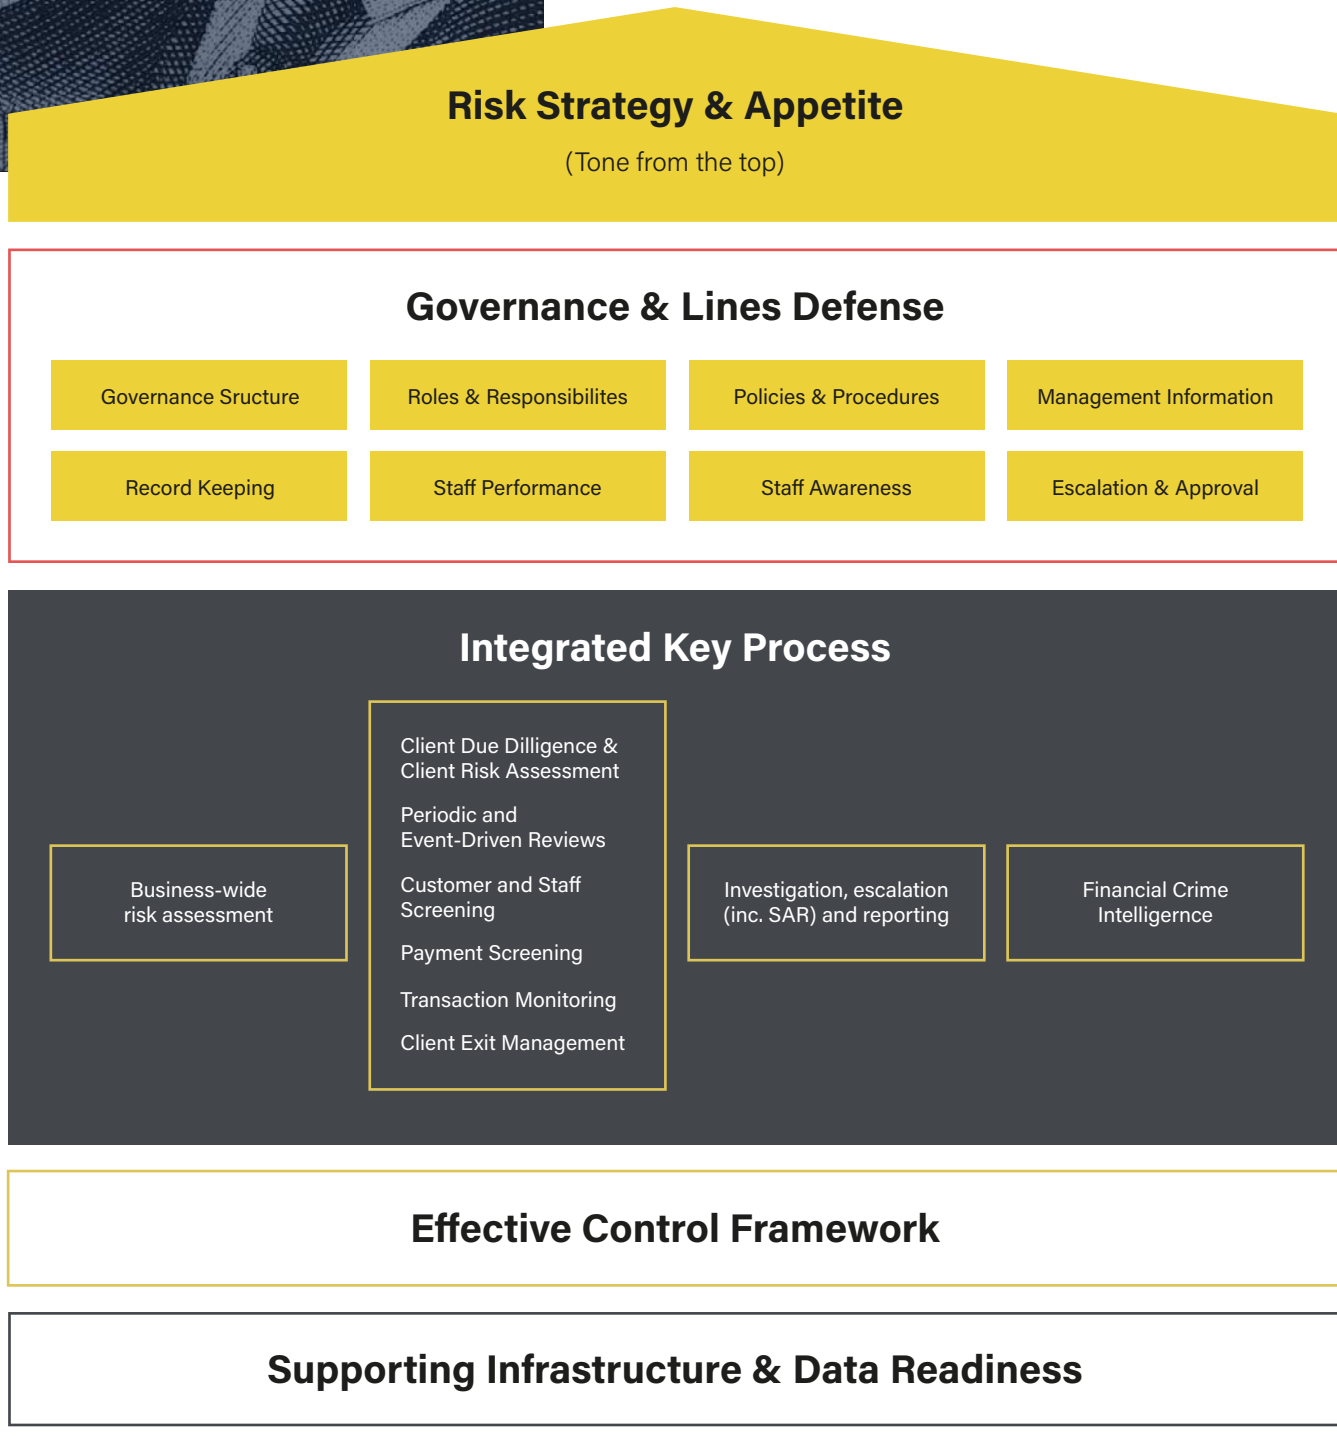 Risk Strategy & Appetite
(Tone from the top)
Governance & Lines Defense
Governance Sructure
Roles & Responsibilites
Policies & Procedures
Management Information
Record Keeping
Staff Performance
Staff Awareness
Escalation & Approval
Integrated Key Process
Business-wide
risk assessment
Client Due Dilligence &
Client Risk Assessment
Periodic and
Event-Driven Reviews
Customer and Staff
Screening
Payment Screening
Transaction Monitoring
Client Exit Management
Investigation, escalation
(inc. SAR) and reporting
Financial Crime
Intelligernce
Effective Control Framework
Supporting Infrastructure & Data Readiness